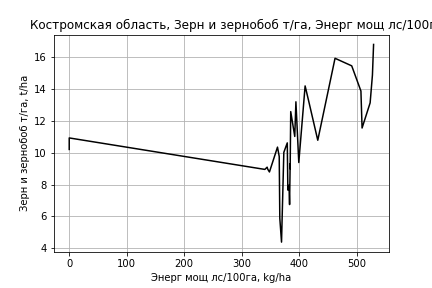 Костромская область, Зерн и зернобоб т/га, Энерг мощ лс/100г
16
14
12
10
8
6
4
Зерн и зернобоб т/га, t/ha
0 100 200 300 400 500
Энерг мощ лс/100га, kg/ha